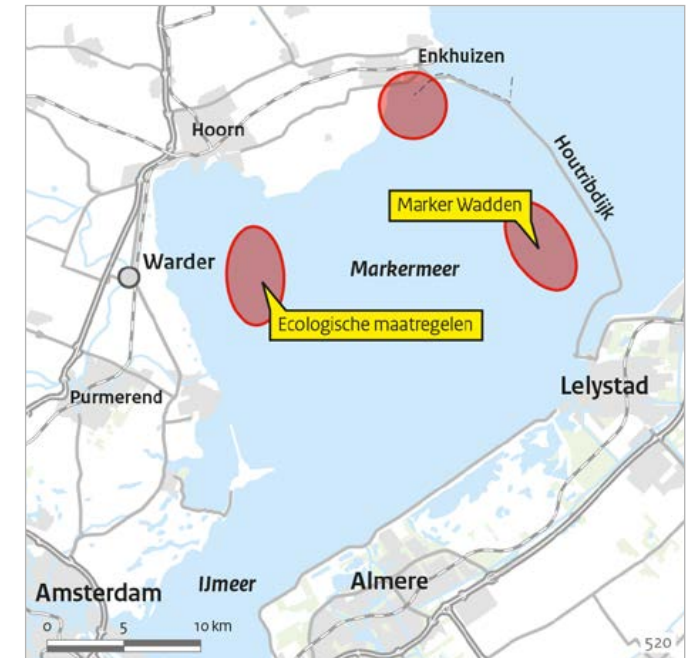 Enkhuizen
Hoorn
Houtribdijk
Marker Wadden
Warder
Markermeer
Ecologische maatregelen
Lelystad
Purmerend
IJmeer
Almere
Amsterdam
0 5 10 km
520